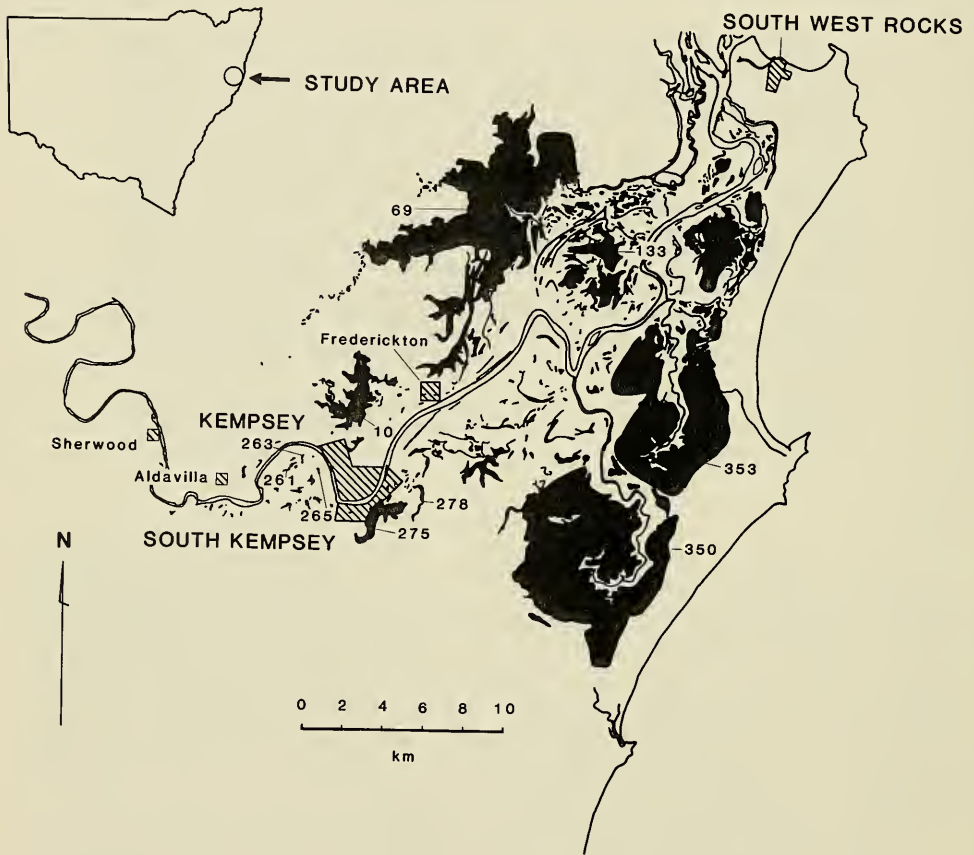 SOUTH WEST ROCKS
STUDY AREA
69
133
Frederickton
KEMPSEY
263
10
Sherwood
353
Aldavilla
261
265
278
275
N
SOUTH KEMPSEY
350
0 2 4 6 8 10
km